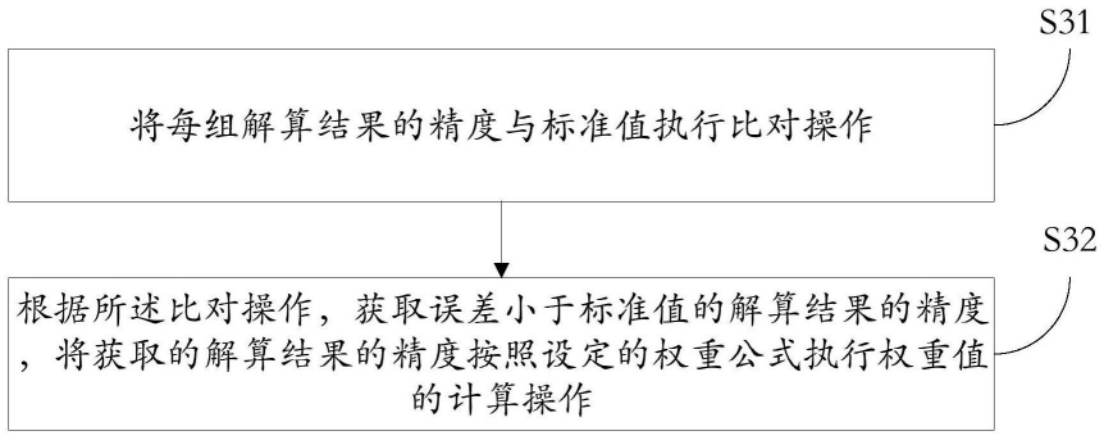 S31
将每组解算结果的精度与标准值执行比对操作
S32
根据所述比对操作，获取误差小于标准值的解算结果的精度
，将获取的解算结果的精度按照设定的权重公式执行权重值
的计算操作